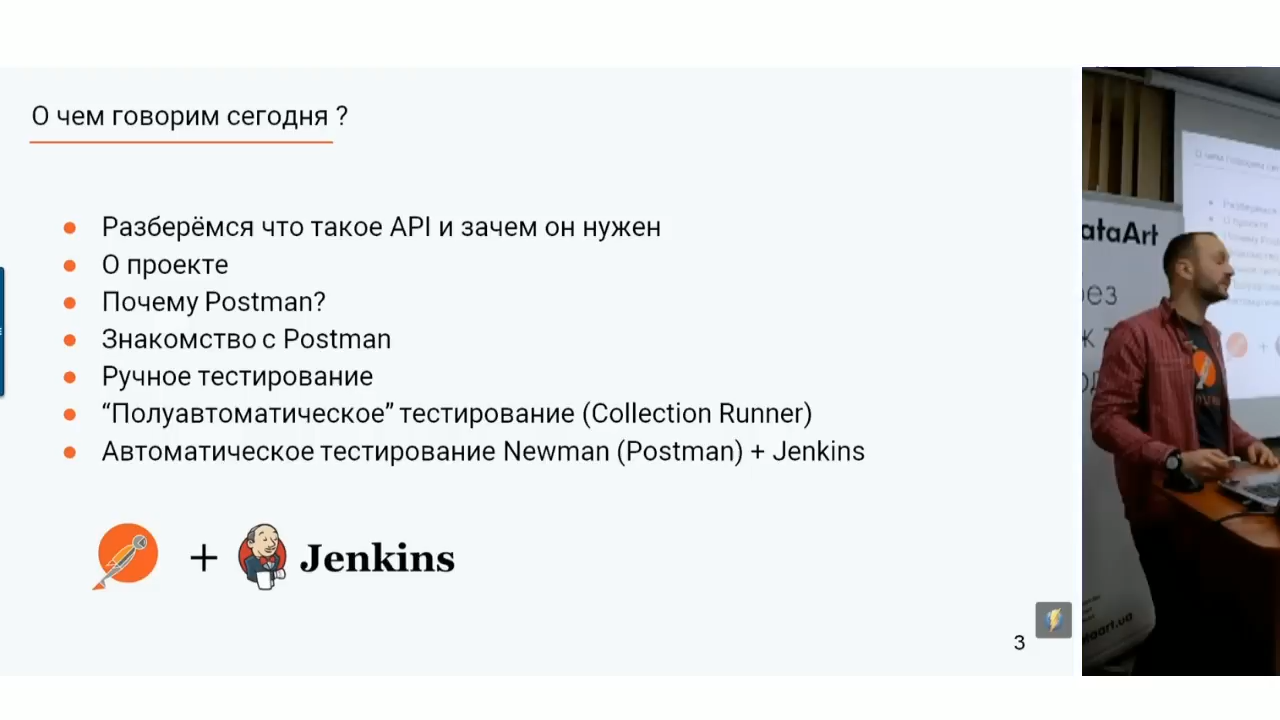 О чем говорим сегодня ?
Разберёмся что такое API и зачем он нужен
О проекте
Почему Postman?
Знакомство с Postman
Ручное тестирование
“Полуавтоматическое” тестирование (Collection Runner)
Автоматическое тестирование Newman (Postman) + Jenkins
+ Jenkins
3
ataArt